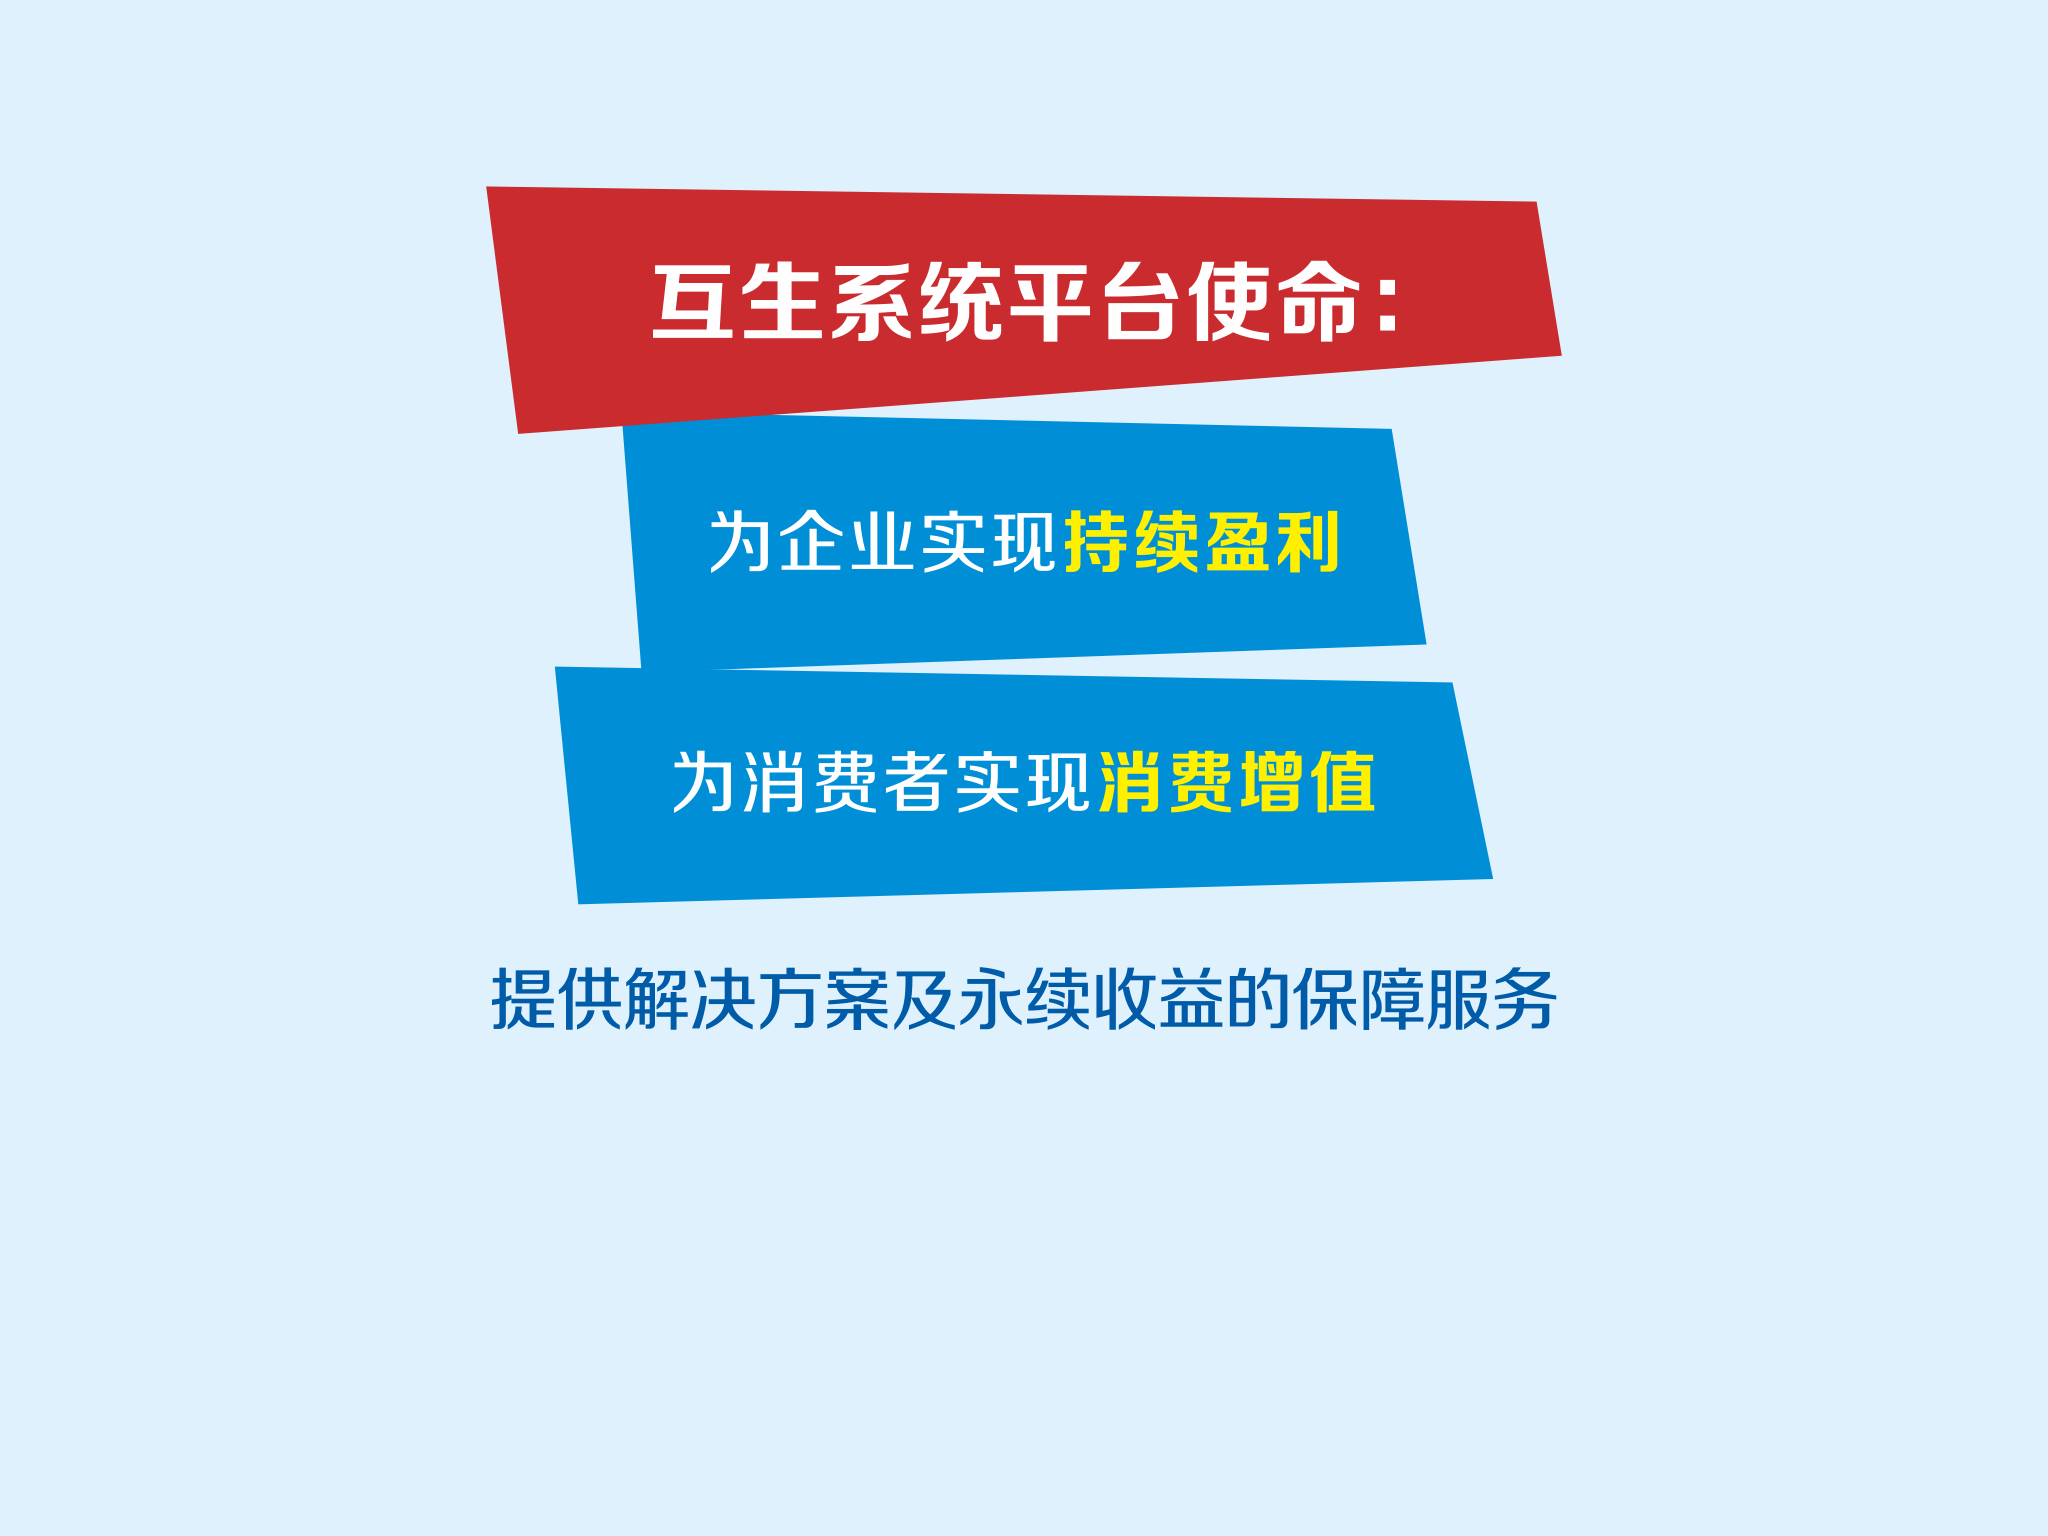 互生系统平台使命：
为企业实现持续盈利
为消费者实现消费增值
提供解决方案及永续收益的保障服务